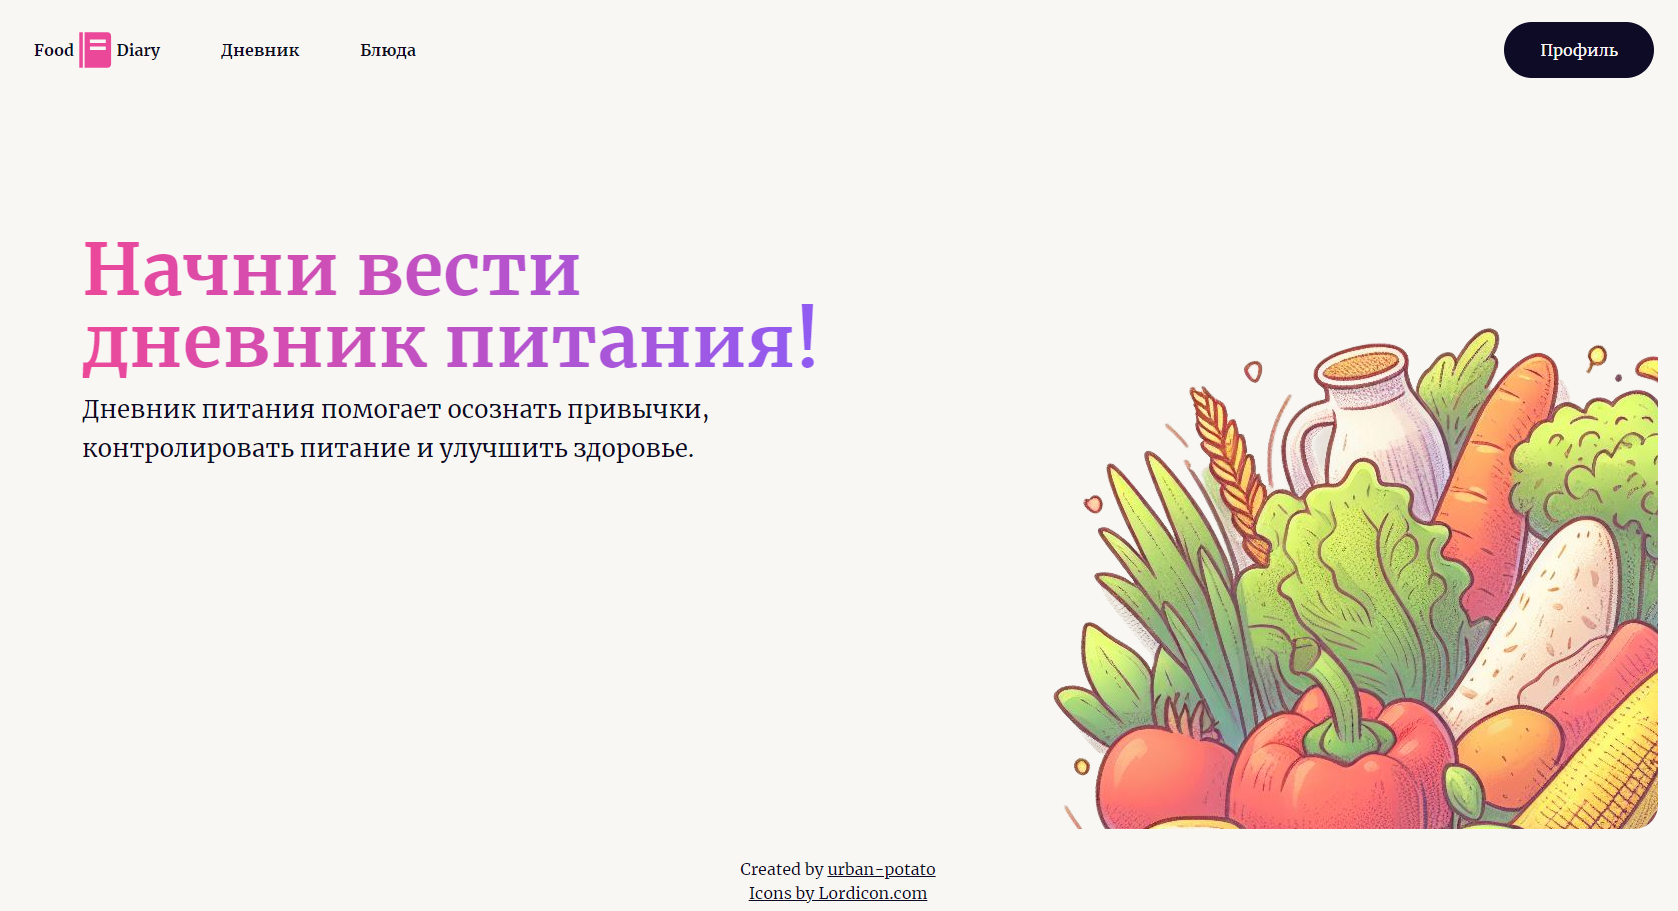 Food Diary Дневник Блюда Профиль
Начни вести
дневник питания!
Дневник питания помогает осознать привычки,
контролировать питание и улучшить здоровье.
Created by urban-potato
Icons by Lordicon.com